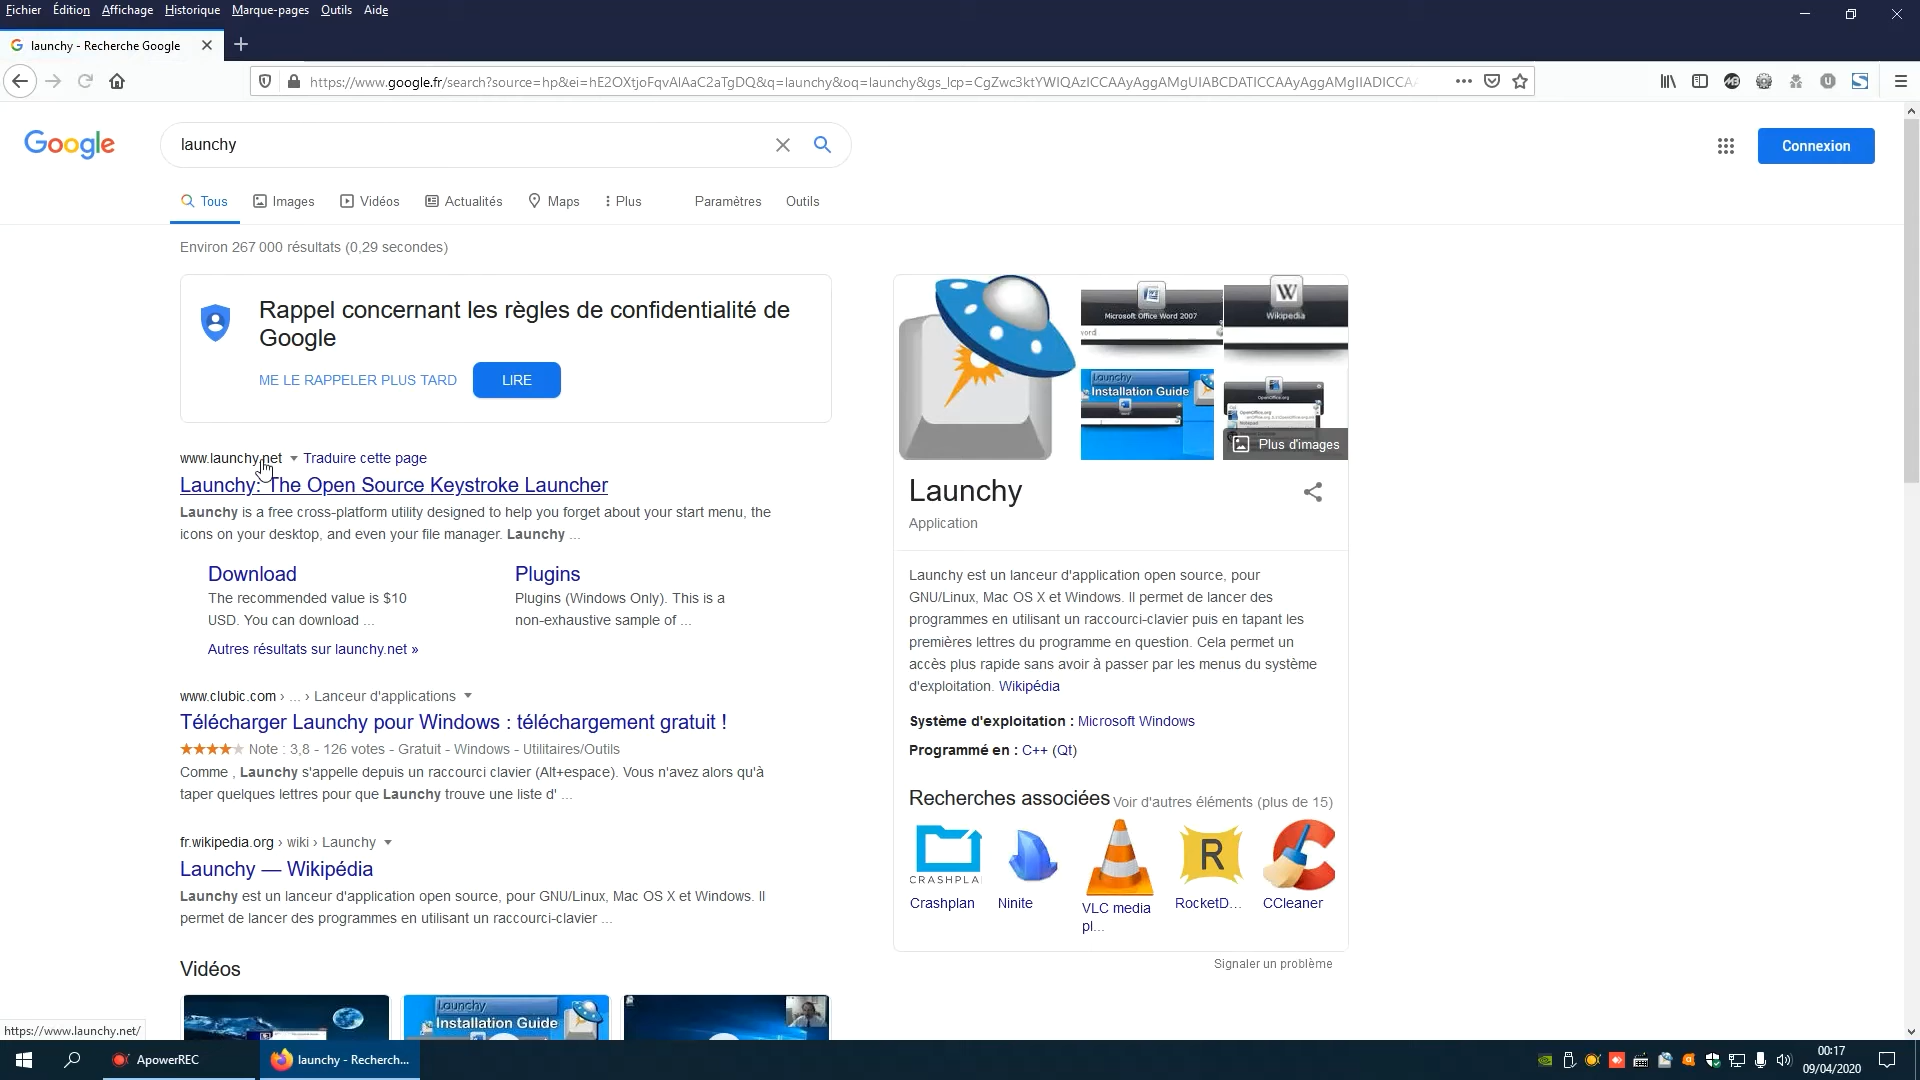 Fichier Édition Affichage Historique Marque-pages Outils Aide
launchy - Recherche Google
https://www.google.fr/search?source=hp&ei=hE2OXtjoFqvAlAaC2aTgDQ&q=launchy&oq=launchy&gs_lcp=CgZwc3ktYWIQAzICCAAyAggAMgUIABCDATICCAAyAggAMgIIADICCAA
Google
launchy
Connexion
Tous Images Vidéos Actualités Maps Plus Paramètres Outils
Environ 267 000 résultats (0,29 secondes)
Rappel concernant les règles de confidentialité de
Google
ME LE RAPPELER PLUS TARD LIRE
www.launchy.net Traduire cette page
Launchy: The Open Source Keystroke Launcher
Launchy is a free cross-platform utility designed to help you forget about your start menu, the
icons on your desktop, and even your file manager. Launchy ...
Download
The recommended value is $10
USD. You can download ...
Plugins
Plugins (Windows Only). This is a
non-exhaustive sample of ...
Autres résultats sur launchy.net »
www.clubic.com › ... › Lanceur d'applications
Télécharger Launchy pour Windows : téléchargement gratuit !
Note : 3,8 - 126 votes - Gratuit - Windows - Utilitaires/Outils
Comme , Launchy s'appelle depuis un raccourci clavier (Alt+espace). Vous n'avez alors qu'à
taper quelques lettres pour que Launchy trouve une liste d' ...
fr.wikipedia.org › wiki › Launchy
Launchy — Wikipédia
Launchy est un lanceur d'application open source, pour GNU/Linux, Mac OS X et Windows. Il
permet de lancer des programmes en utilisant un raccourci-clavier ...
Vidéos
Launchy
Installation Guide
Microsoft Office Word 2007
word
W
Wikipedia
Launchy
Installation Guide
OpenOffice.org
Plus d'images
Launchy
Application
Launchy est un lanceur d'application open source, pour
GNU/Linux, Mac OS X et Windows. Il permet de lancer des
programmes en utilisant un raccourci-clavier puis en tapant les
premières lettres du programme en question. Cela permet un
accès plus rapide sans avoir à passer par les menus du système
d'exploitation. Wikipédia
Système d'exploitation : Microsoft Windows
Programmé en : C++ (Qt)
Recherches associées Voir d'autres éléments (plus de 15)
CRASHPLA
R
Crashplan Ninite VLC media pl... RocketD... CCleaner
Signaler un problème
https://www.launchy.net/
ApowerREC
launchy - Recherch...
00:17
09/04/2020